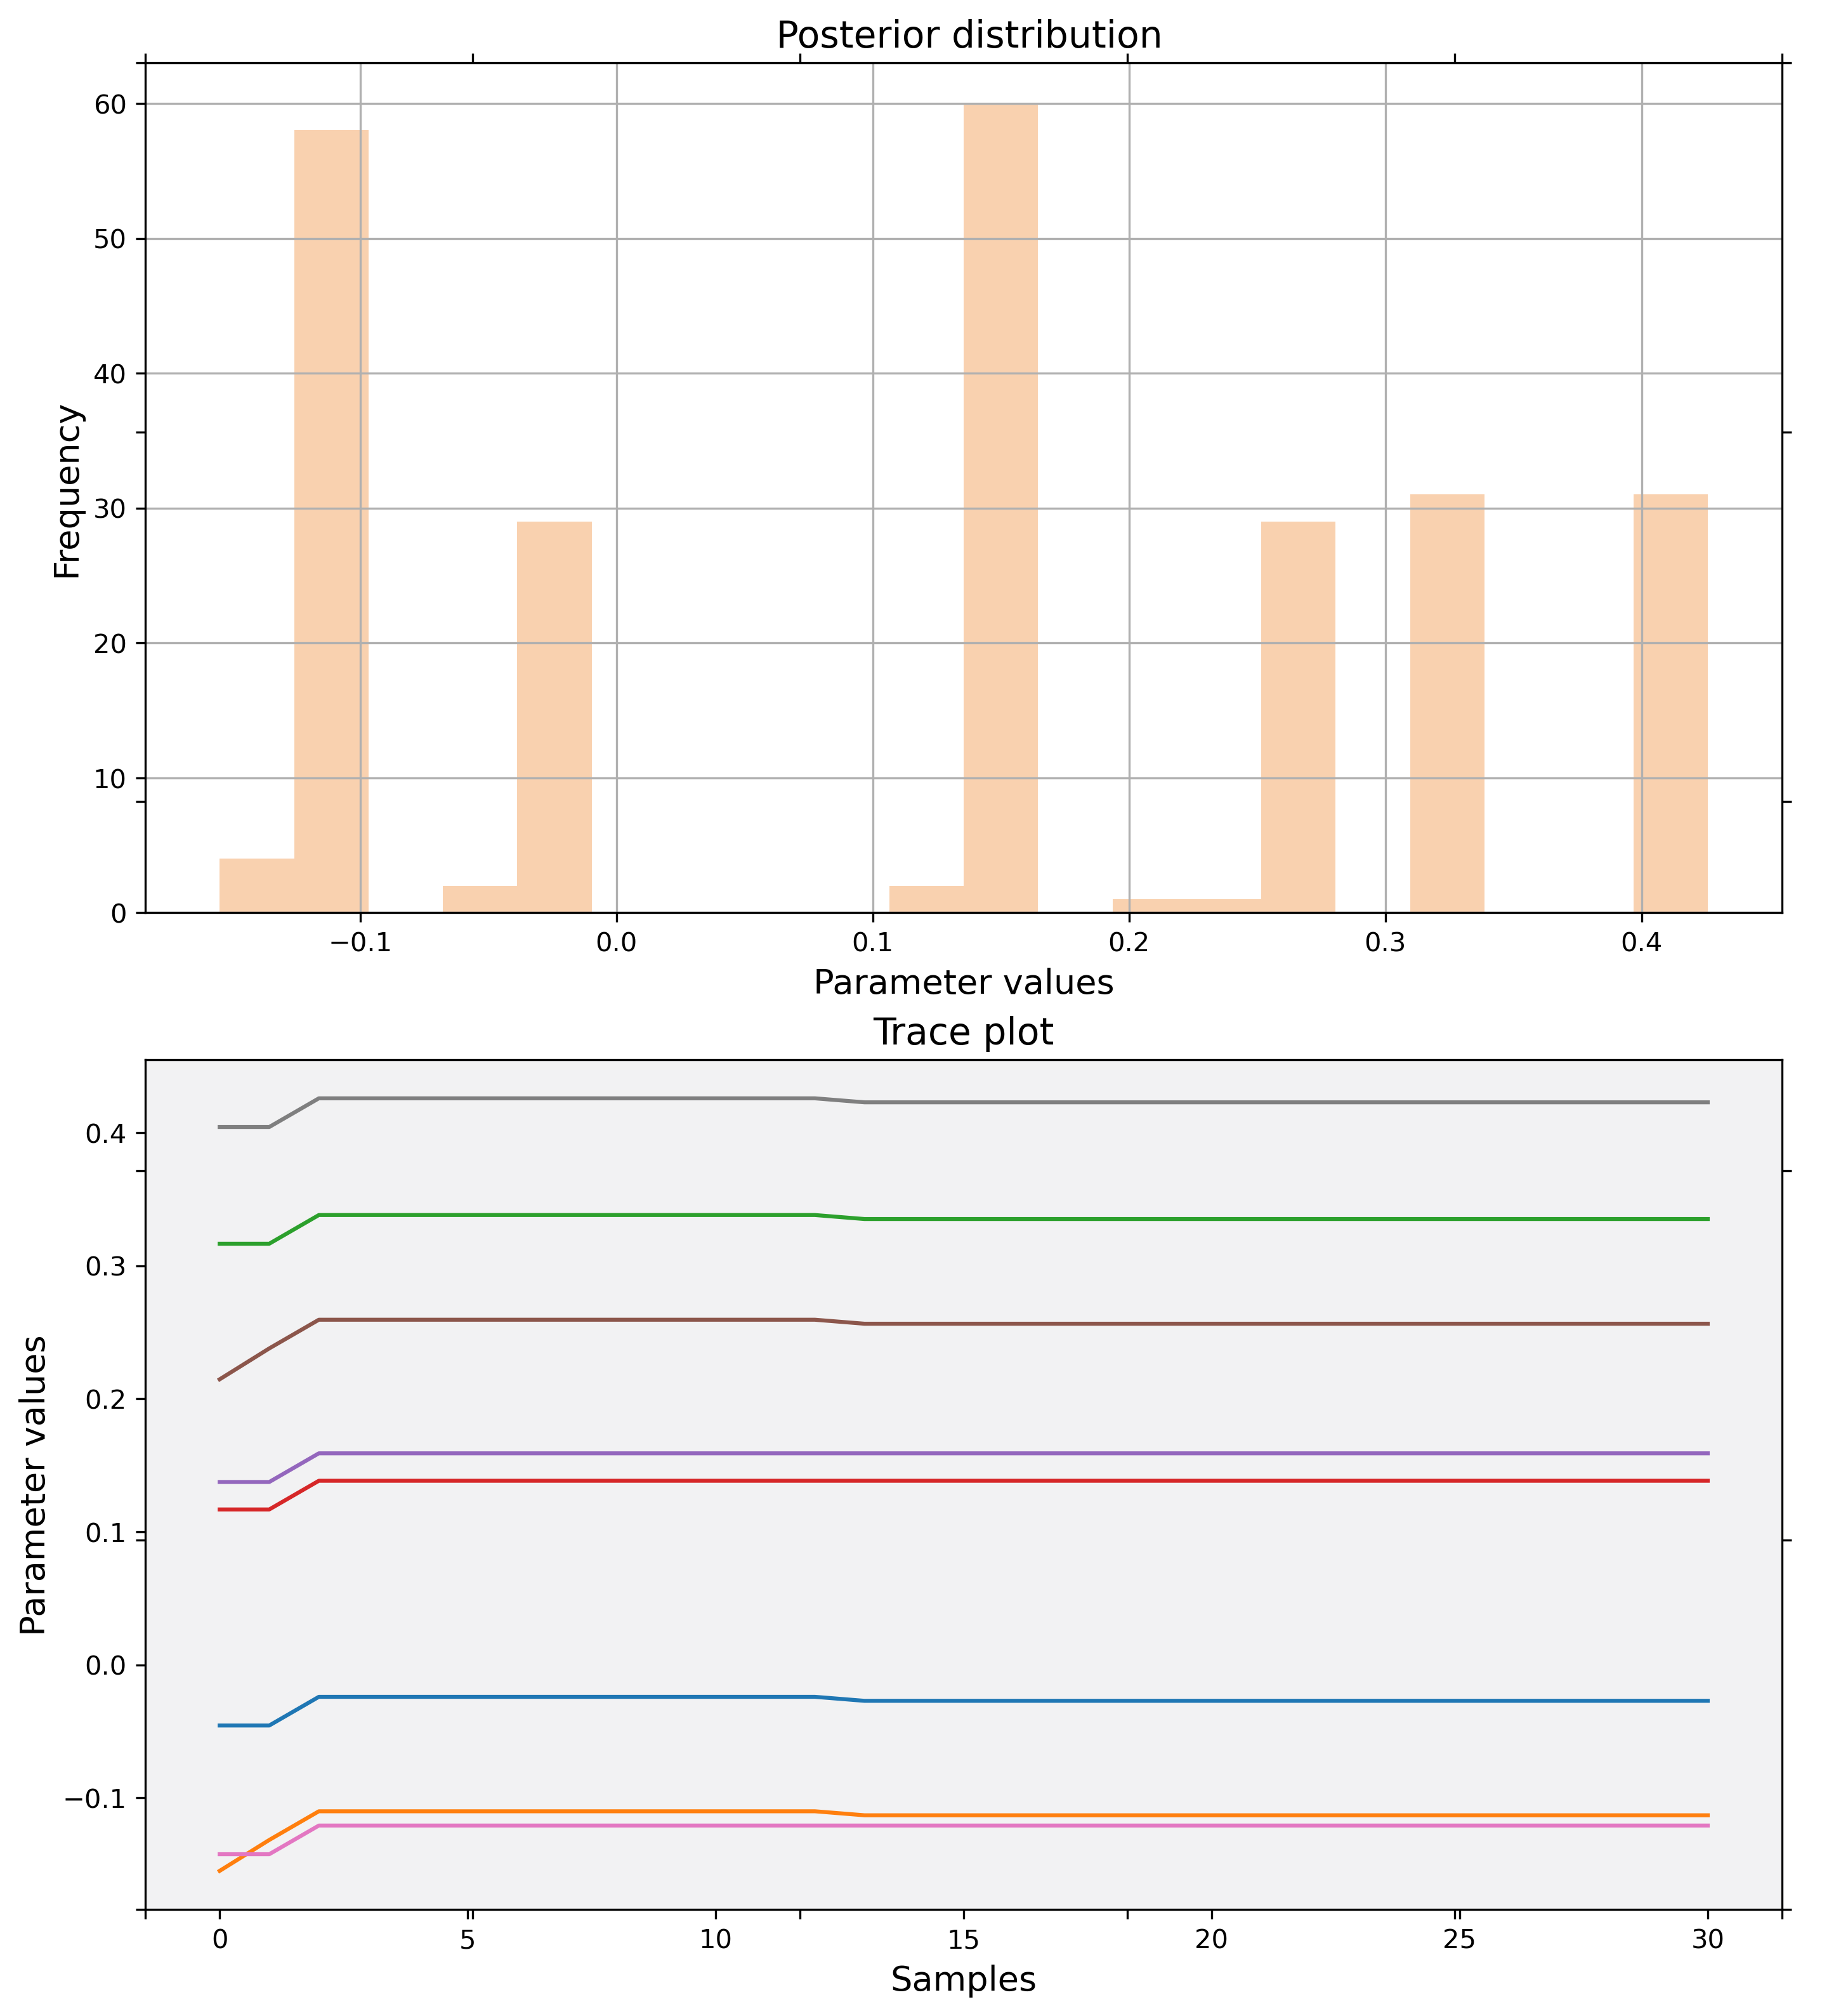 Posterior distribution
60
50
40
30
20
10
0
Frequency
−0.1 0.0 0.1 0.2 0.3 0.4
Parameter values
Trace plot
0.4
0.3
0.2
0.1
0.0
−0.1
Parameter values
0 5 10 15 20 25 30
Samples